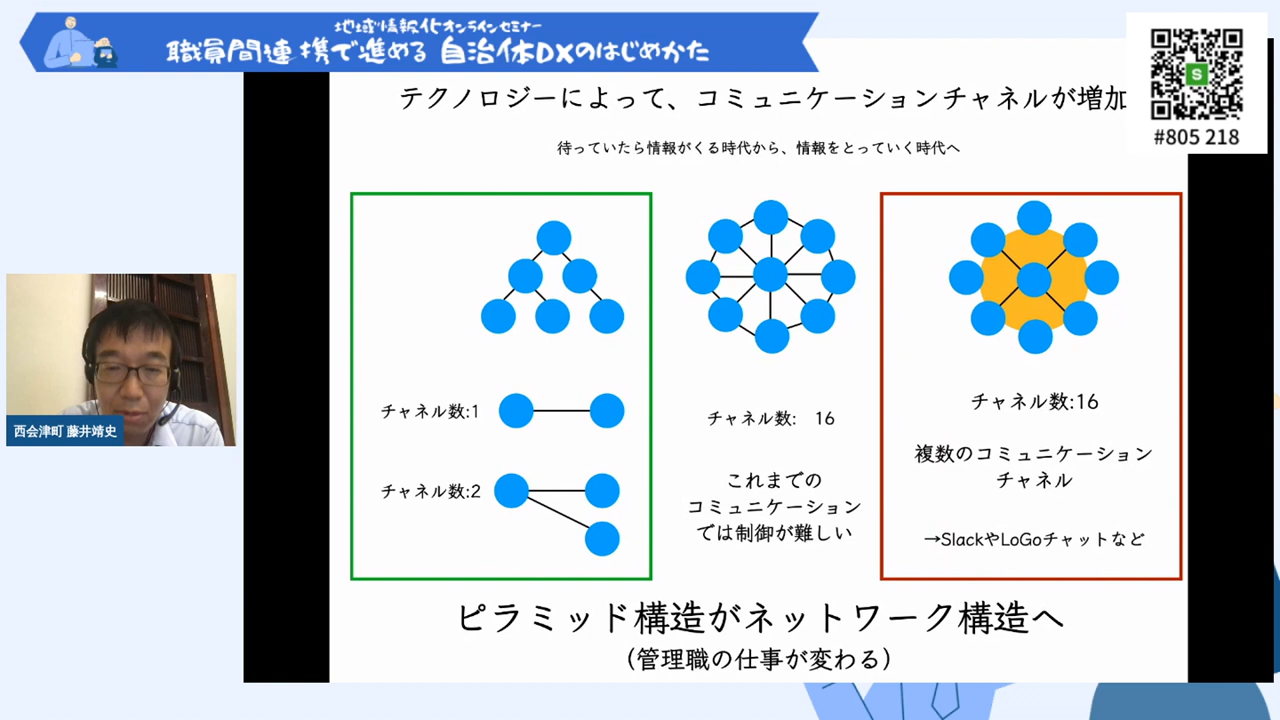 地域情報化オンラインセミナー
職員間連携で進める 自治体DXのはじめかた
テクノロジーによって、コミュニケーションチャネルが増加
待っていたら情報がくる時代から、情報をとっていく時代へ
S
#805 218
チャネル数:1
チャネル数:2
チャネル数: 16
これまでの
コミュニケーション
では制御が難しい
チャネル数:16
複数のコミュニケーション
チャネル
→SlackやLoGoチャットなど
西会津町 藤井靖史
ピラミッド構造がネットワーク構造へ
(管理職の仕事が変わる)